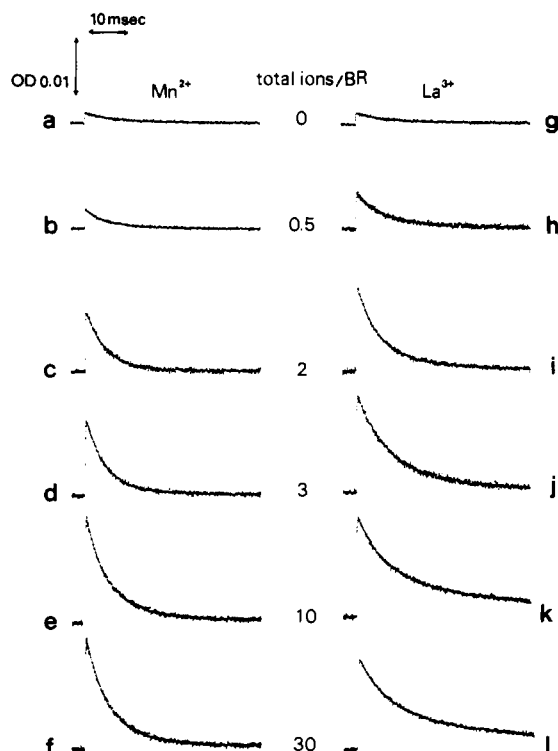 10 msec
OD 0.01
Mn²⁺ total ions/BR La³⁺
a 0 g
b 0.5 h
c 2 i
d 3 j
e 10 k
f 30 l